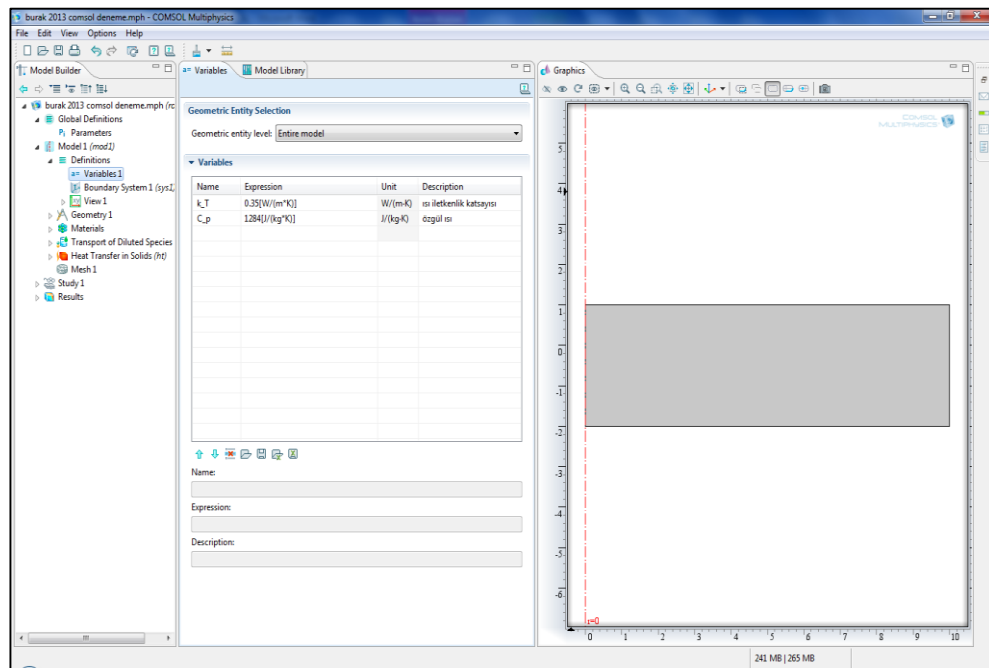 burak 2013 comsol deneme.mph - COMSOL Multiphysics
File Edit View Options Help
Model Builder
burak 2013 comsol deneme.mph (rc
Global Definitions
Pi Parameters
Model 1 (mod1)
Definitions
a= Variables 1
Boundary System 1 (sys1,
View 1
Geometry 1
Materials
Transport of Diluted Species
Heat Transfer in Solids (ht)
Mesh 1
Study 1
Results
a= Variables Model Library
Geometric Entity Selection
Geometric entity level: Entire model
Variables
Name Expression Unit Description
k_T 0.35[W/(m*K)] W/(m·K) ısı iletkenlik katsayısı
C_p 1284[J/(kg*K)] J/(kg·K) özgül ısı
Name:
Expression:
Description:
Graphics
COMSOL
MULTIPHYSICS
5
4
3
2
1
0
-1
-2
-3
-4
-5
-6
r=0
0 1 2 3 4 5 6 7 8 9 10
241 MB | 265 MB